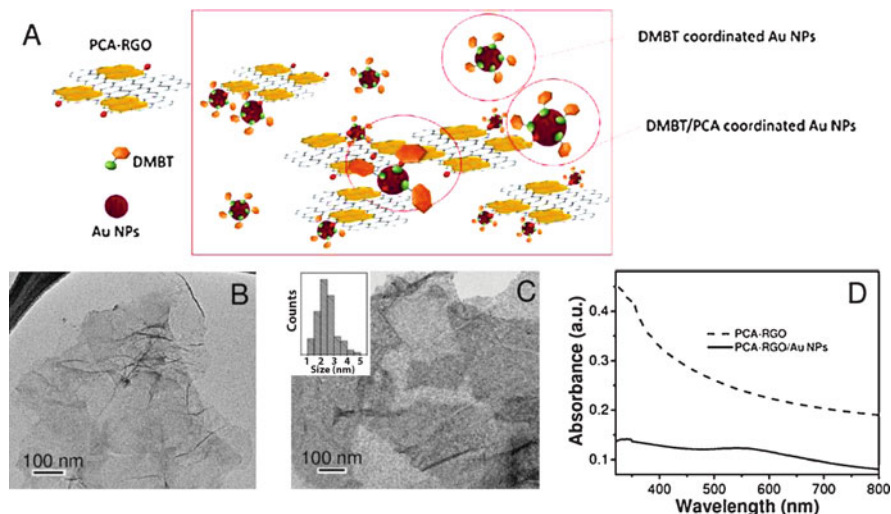 A
PCA-RGO
DMBT
Au NPs
DMBT coordinated Au NPs
DMBT/PCA coordinated Au NPs
B
100 nm
C
Counts
1 2 3 4 5
Size (nm)
100 nm
D
Absorbance (a.u.)
0.4
0.3
0.2
0.1
PCA-RGO
PCA-RGO/Au NPs
400 500 600 700 800
Wavelength (nm)